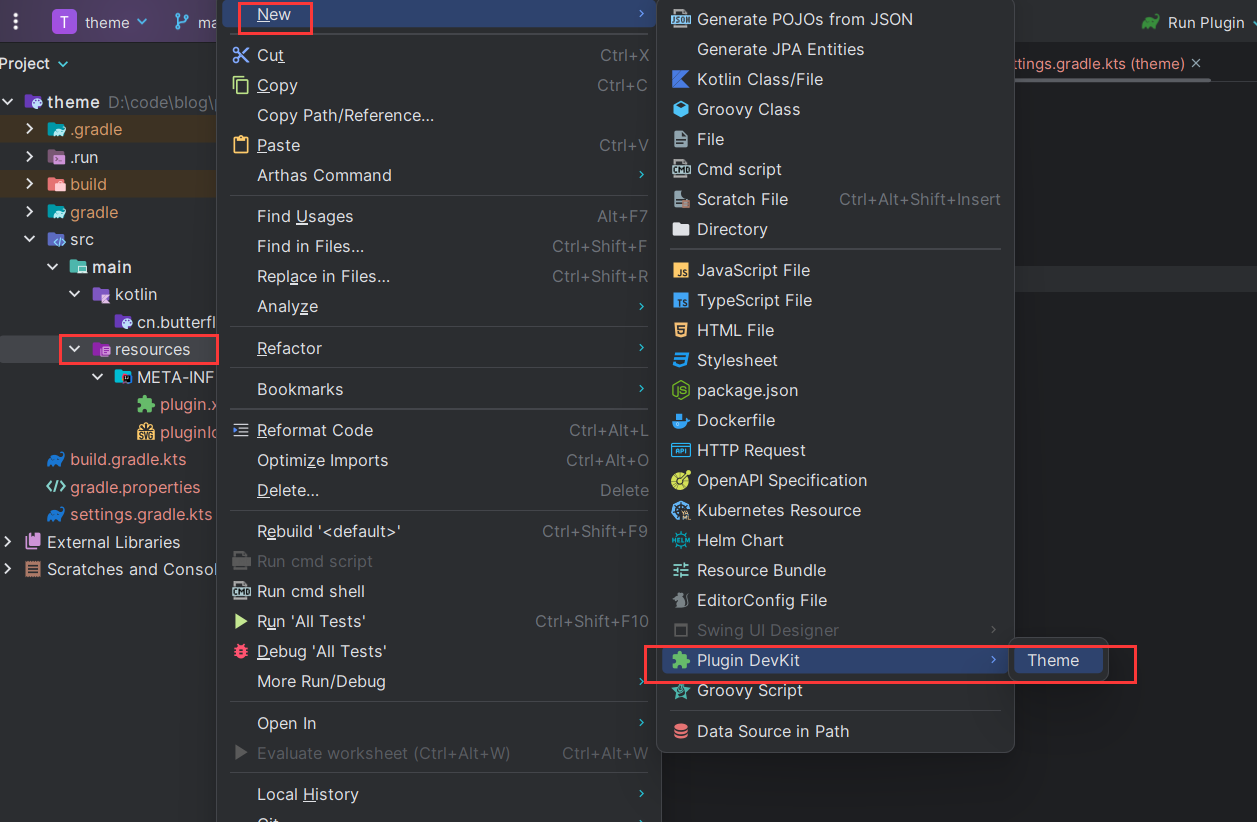 T theme
Project
theme D:\code\blog\
.gradle
.run
build
gradle
src
main
kotlin
resources
META-INF
build.gradle.kts
gradle.properties
settings.gradle.kts
External Libraries
Scratches and
New
Cut Ctrl+X
Copy Ctrl+C
Copy Path/Reference...
Paste Ctrl+V
Arthas Command
Find Usages Alt+F7
Find in Files... Ctrl+Shift+F
Replace in Files... Ctrl+Shift+R
Analyze
Refactor
Bookmarks
Reformat Code Ctrl+Alt+L
Optimize Imports Ctrl+Alt+O
Delete... Delete
Rebuild '<default>' Ctrl+Shift+F9
Run cmd script
Run cmd shell
Run 'All Tests' Ctrl+Shift+F10
Debug 'All Tests'
More Run/Debug
Open In
Evaluate worksheet (Ctrl+Alt+W) Ctrl+Alt+W
Local History
Generate POJOs from JSON
Generate JPA Entities
Kotlin Class/File
Groovy Class
File
Cmd script
Scratch File Ctrl+Alt+Shift+Insert
Directory
JavaScript File
TypeScript File
HTML File
Stylesheet
package.json
Dockerfile
HTTP Request
OpenAPI Specification
Kubernetes Resource
Helm Chart
Resource Bundle
EditorConfig File
Swing UI Designer
Plugin DevKit
Groovy Script
Data Source in Path
Theme
Run Plugin
ttings.gradle.kts (theme)